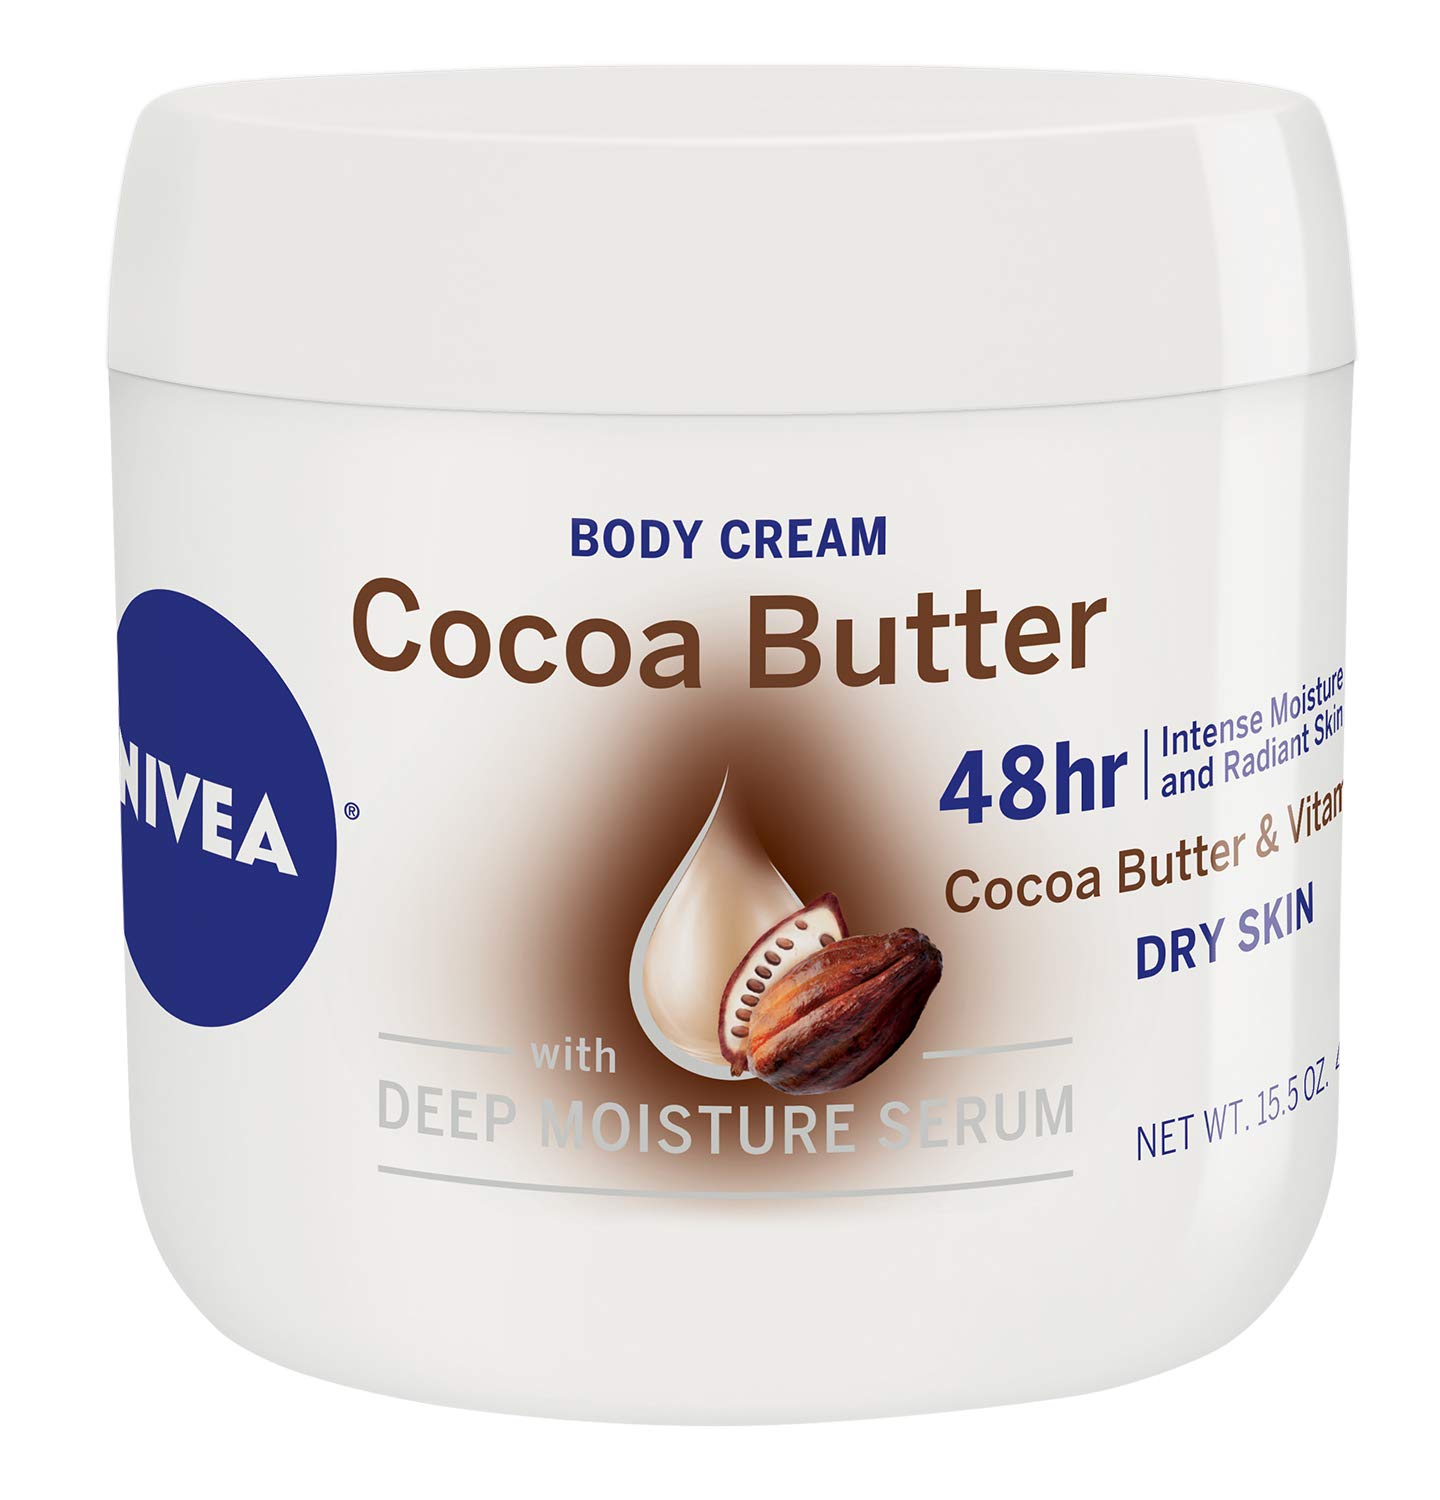 BODY CREAM
Cocoa Butter
NIVEA
®
48hr
Intense Moisture
and Radiant Skin
Cocoa Butter &
DRY SKIN
with
DEEP MOISTURE SERUM
NET WT. 15.5 OZ.